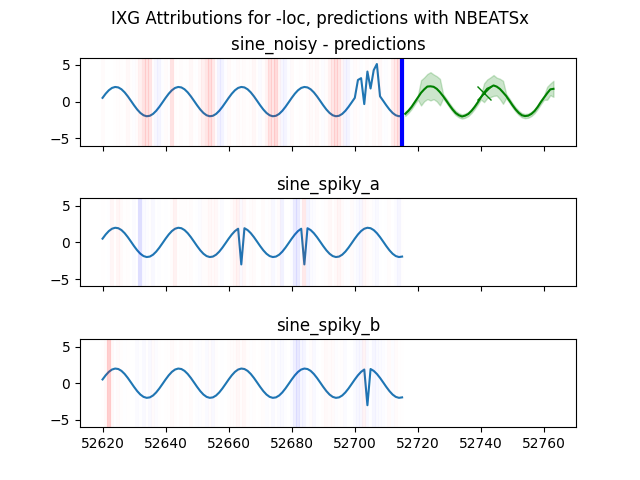 IXG Attributions for -loc, predictions with NBEATSx
sine_noisy - predictions
5
0
−5
sine_spiky_a
5
0
−5
sine_spiky_b
5
0
−5
52620 52640 52660 52680 52700 52720 52740 52760